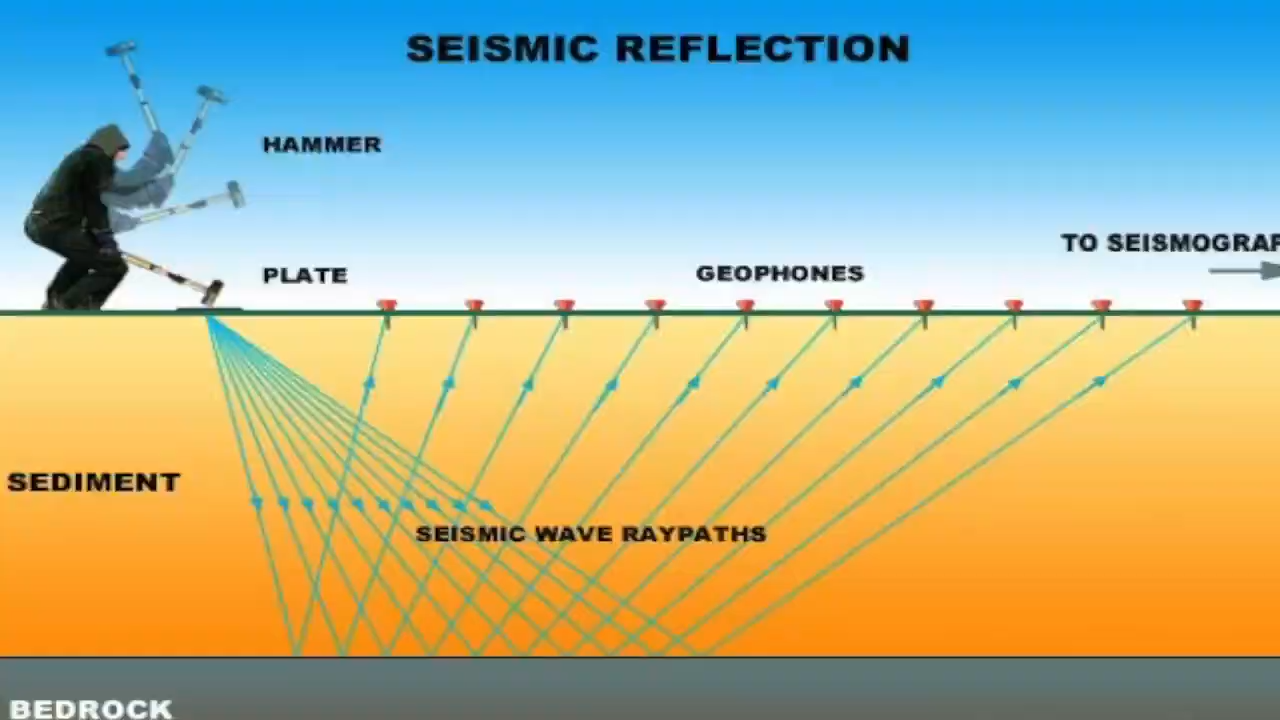 SEISMIC REFLECTION
HAMMER
TO SEISMOGRAP
PLATE
GEOPHONES
SEDIMENT
SEISMIC WAVE RAYPATHS
BEDROCK